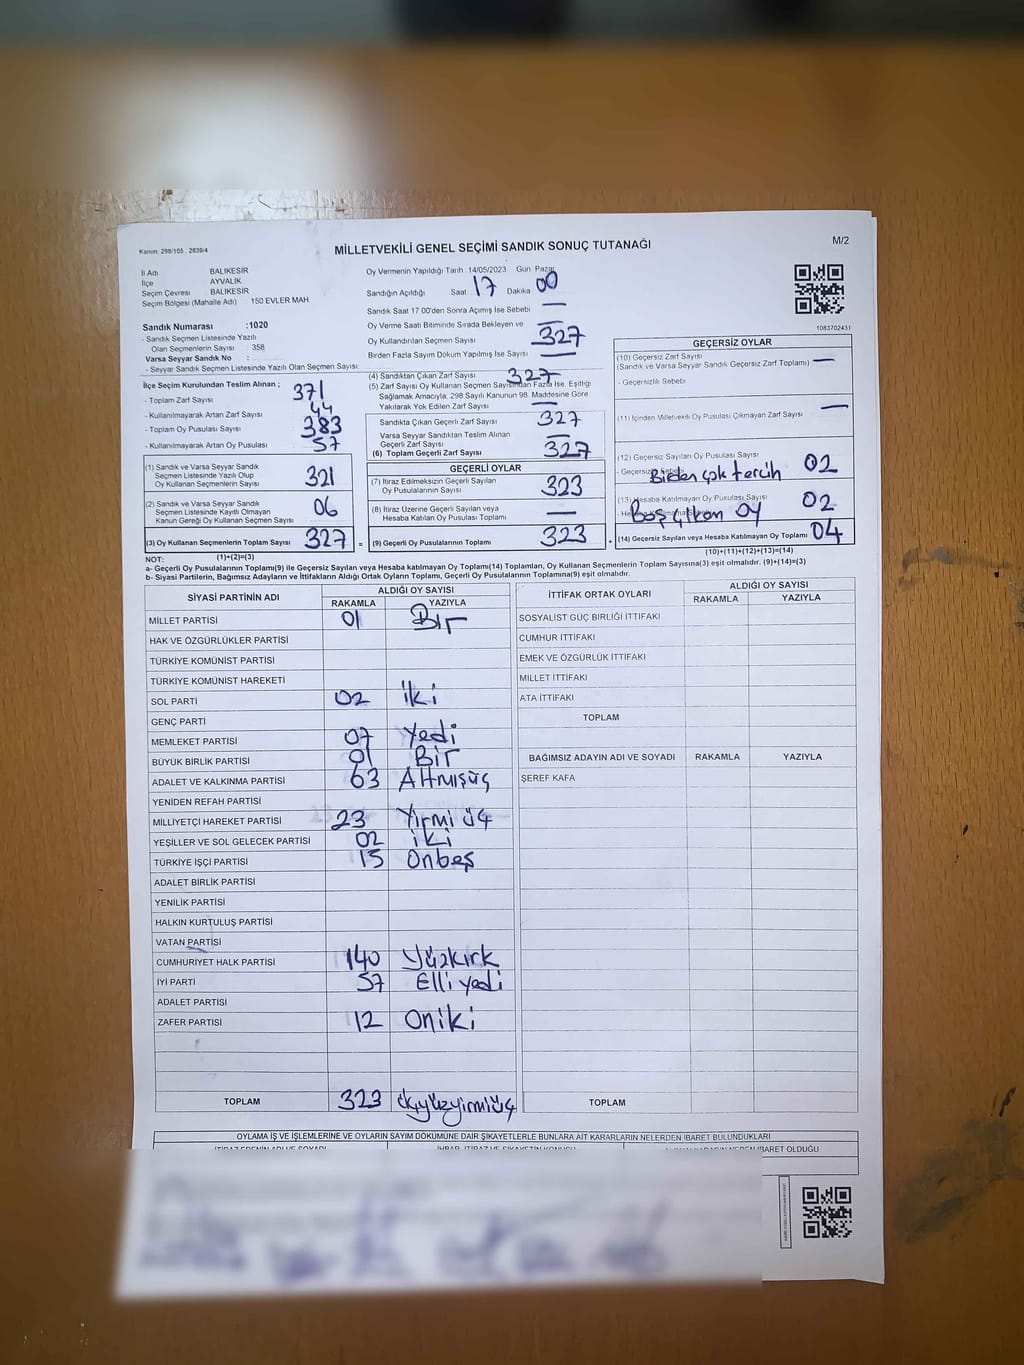 Kanun: 298/105 , 2839/4
MİLLETVEKİLİ GENEL SEÇİMİ SANDIK SONUÇ TUTANAĞI
M/2
İl Adı BALIKESİR
İlçe AYVALIK
Seçim Çevresi BALIKESİR
Seçim Bölgesi (Mahalle Adı) 150 EVLER MAH
Sandık Numarası :1020
- Sandık Seçmen Listesinde Yazılı
Olan Seçmenlerin Sayısı 358
Varsa Seyyar Sandık No :
- Seyyar Sandık Seçmen Listesinde Yazılı Olan Seçmen Sayısı
Oy Vermenin Yapıldığı Tarih 14/05/2023 Gün Pazar
Sandığın Açıldığı Saat 17 Dakika 00
Sandık Saat 17.00'den Sonra Açımış İse Sebebi —
Oy Verme Saati Bitiminde Sırada Bekleyen ve
Oy Kullandırılan Seçmen Sayısı 327
Birden Fazla Sayım Döküm Yapılmış İse Sayısı —
1083702431
İlçe Seçim Kurulundan Teslim Alınan ;
- Toplam Zarf Sayısı 371
- Kullanılmayarak Artan Zarf Sayısı 44
- Toplam Oy Pusulası Sayısı 383
- Kullanılmayarak Artan Oy Pusulası 57
(4) Sandıktan Çıkan Zarf Sayısı 327
(5) Zarf Sayısı Oy Kullanan Seçmen Sayısından Fazla İse, Eşitliği
Sağlamak Amacıyla, 298 Sayılı Kanunun 98. Maddesine Göre
Yakılarak Yok Edilen Zarf Sayısı —
Sandıkta Çıkan Geçerli Zarf Sayısı 327
Varsa Seyyar Sandıktan Teslim Alınan
Geçerli Zarf Sayısı —
(6) Toplam Geçerli Zarf Sayısı 327
(1) Sandık ve Varsa Seyyar Sandık
Seçmen Listesinde Yazılı Olup
Oy Kullanan Seçmen Sayısı 321
(2) Sandık ve Varsa Seyyar Sandık
Seçmen Listesinde Kayıtlı Olmayan
Kanun Gereği Oy Kullanan Seçmen Sayısı 06
(3) Oy Kullanan Seçmenlerin Toplam Sayısı 327 =
(1)+(2)=(3)
GEÇERLİ OYLAR
(7) İtiraz Edilmeksizin Geçerli Sayılan
Oy Pusulalarının Sayısı 323
(8) İtiraz Üzerine Geçerli Sayılan veya
Hesaba Katılan Oy Pusulası Toplamı —
(9) Geçerli Oy Pusulalarının Toplamı 323 +
GEÇERSİZ OYLAR
(10) Geçersiz Zarf Sayısı
(Sandık ve Varsa Seyyar Sandık Geçersiz Zarf Toplamı) —
- Geçersizlik Sebebi
(11) İçinden Milletvekili Oy Pusulası Çıkmayan Zarf Sayısı —
(12) Geçersiz Sayılan Oy Pusulası Sayısı 02
- Geçersizlik Sebebi Birden çok tercih
(13) Hesaba Katılmayan Oy Pusulası Sayısı 02
Boş çıkan oy
(14) Geçersiz Sayılan veya Hesaba Katılmayan Oy Toplamı 04
(10)+(11)+(12)+(13)=(14)
NOT:
a- Geçerli Oy Pusulaları Toplamı(9) ile Geçersiz Sayılan veya Hesaba katılmayan Oy Toplamı(14) Toplamları, Oy Kullanan Seçmenlerin Toplam Sayısına(3) eşit olmalıdır. (9)+(14)=(3)
b- Siyasi Partilerin, Bağımsız Adayların ve İttifakların Aldığı Ortak Oyların Toplamı, Geçerli Oy Pusulalarının Toplamına(9) eşit olmalıdır.
SİYASİ PARTİNİN ADI ALDIĞI OY SAYISI
RAKAMLA YAZIYLA
MİLLET PARTİSİ 01 Bir
HAK VE ÖZGÜRLÜKLER PARTİSİ
TÜRKİYE KOMÜNİST PARTİSİ
TÜRKİYE KOMÜNİST HAREKETİ
SOL PARTİ 02 iki
GENÇ PARTİ
MEMLEKET PARTİSİ 07 Yedi
BÜYÜK BİRLİK PARTİSİ 01 Bir
ADALET VE KALKINMA PARTİSİ 63 Altmışüç
YENİDEN REFAH PARTİSİ
MİLLİYETÇİ HAREKET PARTİSİ 23 Yirmi üç
YEŞİLLER VE SOL GELECEK PARTİSİ 02 iki
TÜRKİYE İŞÇİ PARTİSİ 15 Onbeş
ADALET BİRLİK PARTİSİ
YENİLİK PARTİSİ
HALKIN KURTULUŞ PARTİSİ
VATAN PARTİSİ
CUMHURİYET HALK PARTİSİ 140 Yüzkırk
İYİ PARTİ 57 Elli yedi
ADALET PARTİSİ
ZAFER PARTİSİ 12 Oniki
TOPLAM 323 üçyüzyirmiüç
İTTİFAK ORTAK OYLARI ALDIĞI OY SAYISI
RAKAMLA YAZIYLA
SOSYALİST GÜÇ BİRLİĞİ İTTİFAKI
CUMHUR İTTİFAKI
EMEK VE ÖZGÜRLÜK İTTİFAKI
MİLLET İTTİFAKI
ATA İTTİFAKI
TOPLAM
BAĞIMSIZ ADAYIN ADI VE SOYADI RAKAMLA YAZIYLA
ŞEREF KAFA
TOPLAM
OYLAMA İŞ VE İŞLEMLERİNE VE OYLARIN SAYIM DÖKÜMÜNE DAİR ŞİKAYETLERLE BUNLARA AİT KARARLARIN NELERDEN İBARET BULUNDUKLARI
İBARET OLDUĞU